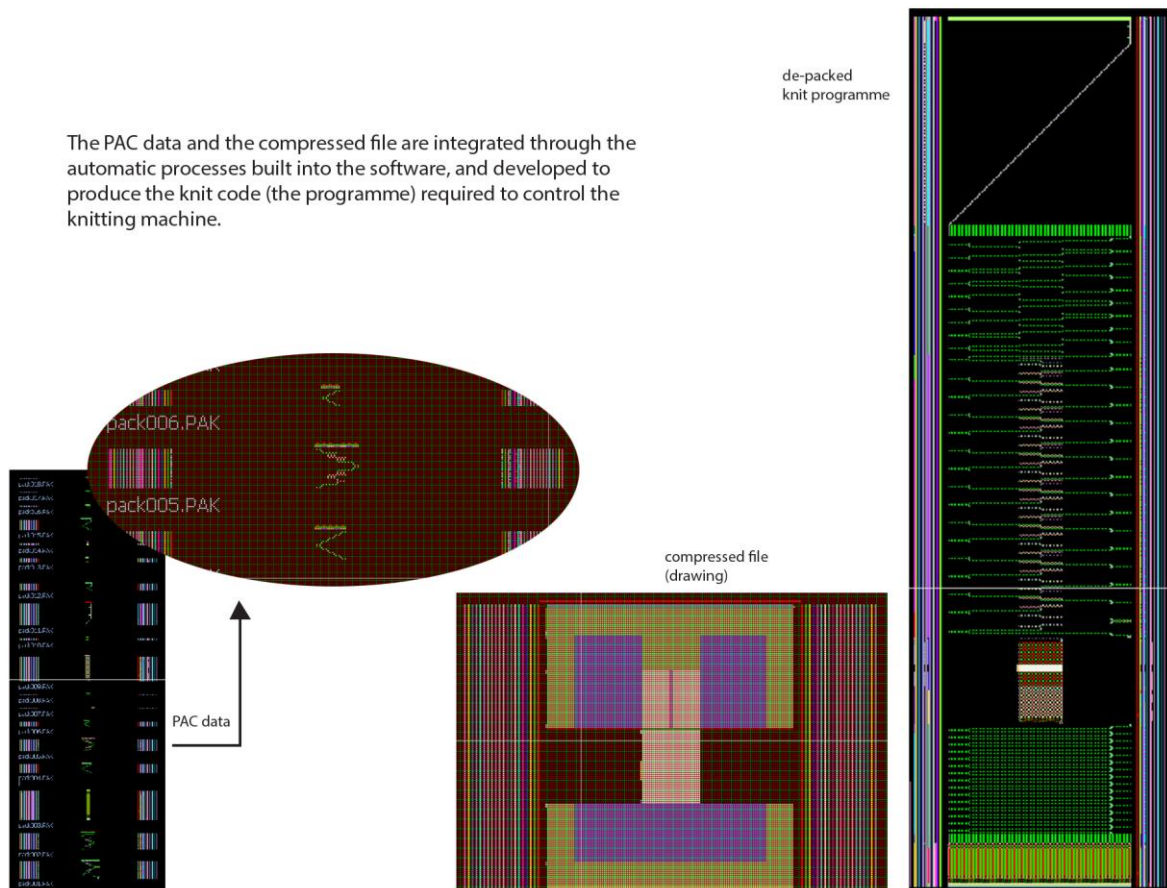 de-packed
knit programme
The PAC data and the compressed file are integrated through the
automatic processes built into the software, and developed to
produce the knit code (the programme) required to control the
knitting machine.
pack006.PAK
pack005.PAK
compressed file
(drawing)
PAC data